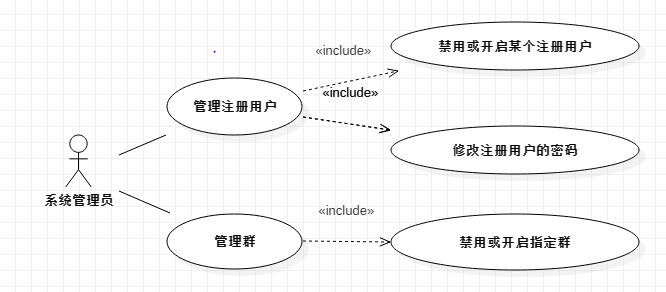 «include»
禁用或开启某个注册用户
«include»
管理注册用户
修改注册用户的密码
系统管理员
«include»
管理群
禁用或开启指定群